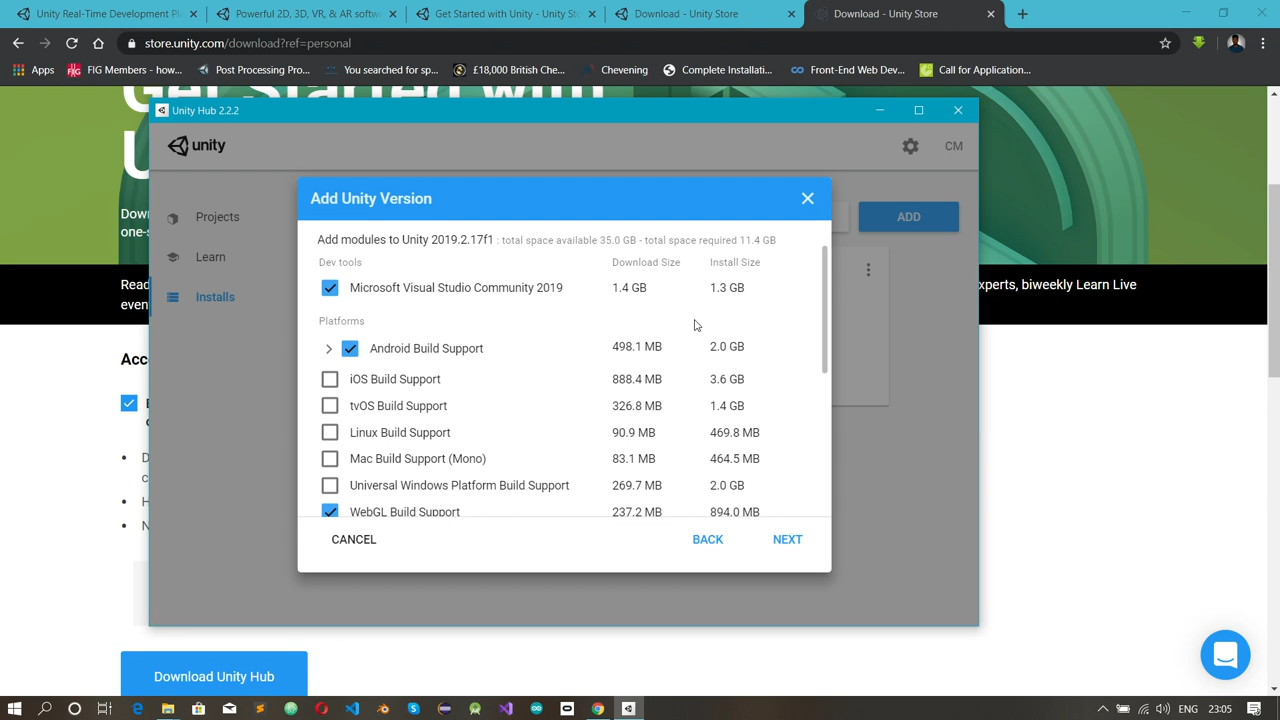 Unity Real-Time Development Pl
Powerful 2D, 3D, VR, & AR softw
Get Started with Unity - Unity Sto
Download - Unity Store
Download - Unity Store
store.unity.com/download?ref=personal
Apps
FIG Members - how...
Post Processing Pro...
You searched for sp...
£18,000 British Che...
Chevening
Complete Installati...
Front-End Web Dev...
Call for Application...
Get Started with
Unity Hub 2.2.2
unity
CM
Add Unity Version
Projects
Learn
Installs
ADD
Add modules to Unity 2019.2.17f1 : total space available 35.0 GB - total space required 11.4 GB
Dev tools
Download Size
Install Size
Microsoft Visual Studio Community 2019
1.4 GB
1.3 GB
Platforms
Android Build Support
498.1 MB
2.0 GB
iOS Build Support
888.4 MB
3.6 GB
tvOS Build Support
326.8 MB
1.4 GB
Linux Build Support
90.9 MB
469.8 MB
Mac Build Support (Mono)
83.1 MB
464.5 MB
Universal Windows Platform Build Support
269.7 MB
2.0 GB
WebGL Build Support
237.2 MB
894.0 MB
CANCEL
BACK
NEXT
Dow
one-s
Read
even
xperts, biweekly Learn Live
Acc
D
c
H
N
Download Unity Hub
ENG
23:05